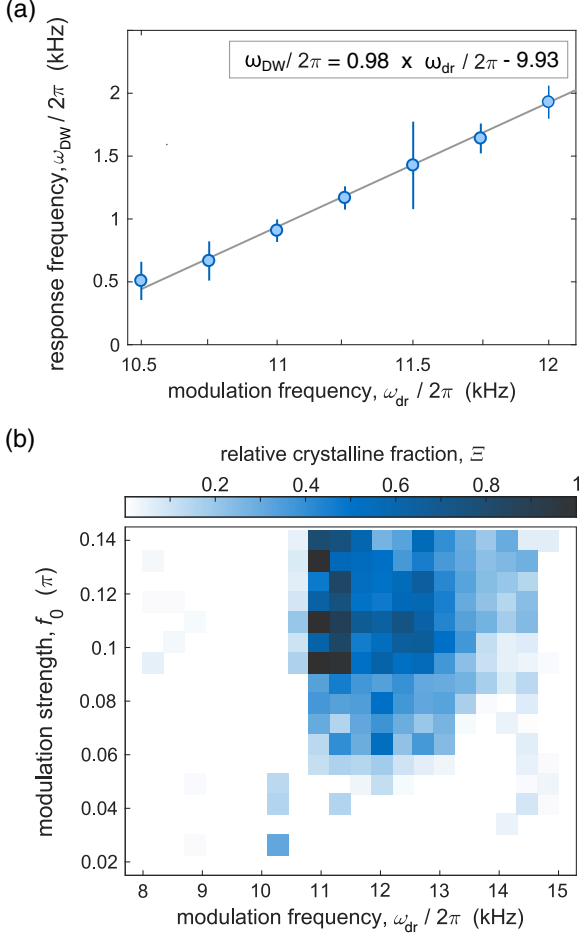 (a)
ω_DW / 2π = 0.98 x ω_dr / 2π - 9.93
response frequency, ω_DW / 2π (kHz)
2
1.5
1
0.5
0
10.5 11 11.5 12
modulation frequency, ω_dr / 2π (kHz)
(b)
relative crystalline fraction, Ξ
0.2 0.4 0.6 0.8 1
modulation strength, f_0 (π)
0.14
0.12
0.1
0.08
0.06
0.04
0.02
8 9 10 11 12 13 14 15
modulation frequency, ω_dr / 2π (kHz)